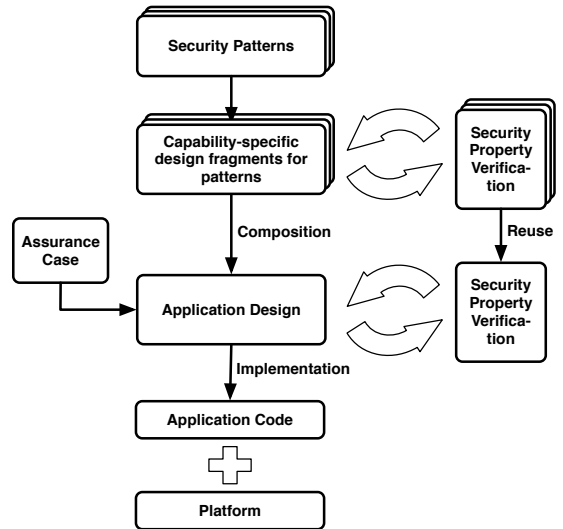 Security Patterns
Capability-specific
design fragments for
patterns
Security
Property
Verifica-
tion
Composition
Reuse
Assurance
Case
Application Design
Security
Property
Verifica-
tion
Implementation
Application Code
Platform